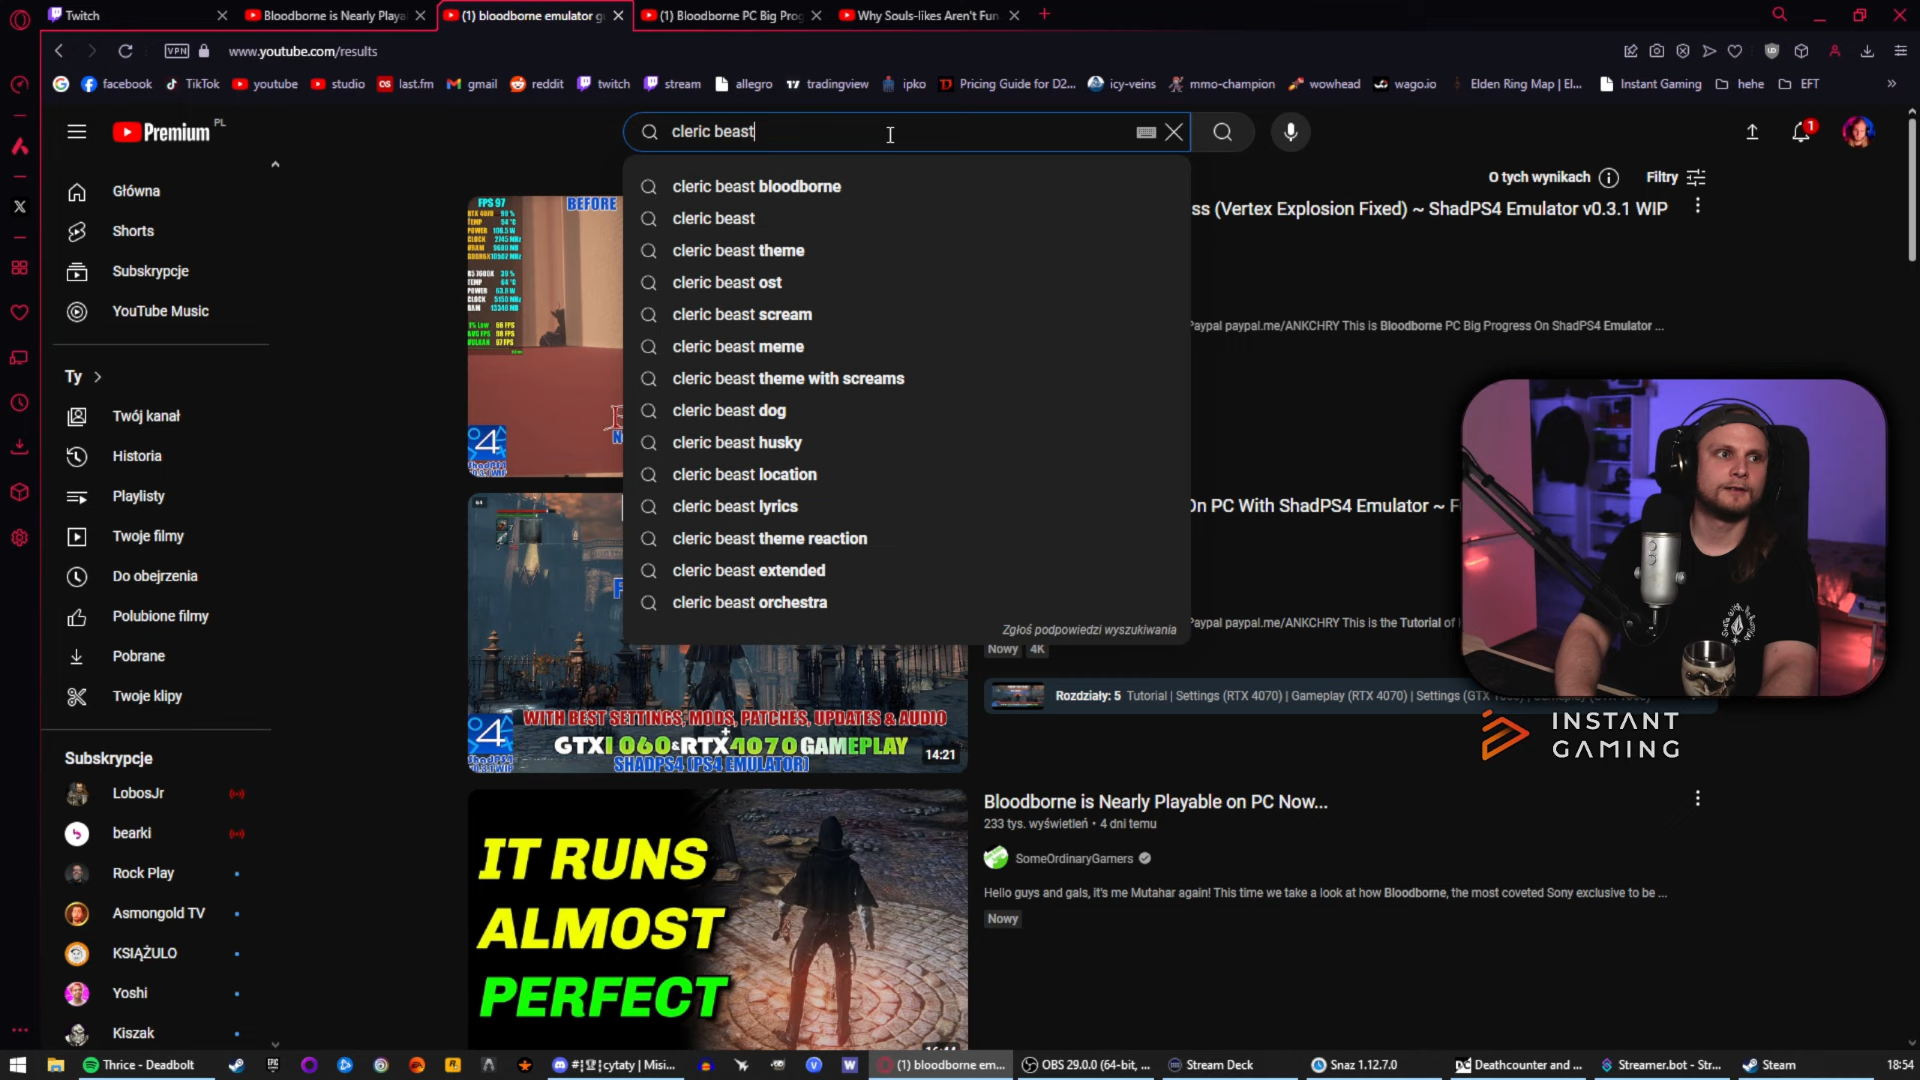 Twitch
Bloodborne is Nearly Playa
(1) bloodborne emulator g
(1) Bloodborne PC Big Prog
Why Souls-likes Aren't Fun
VPN
www.youtube.com/results
facebook
TikTok
youtube
studio
last.fm
gmail
reddit
twitch
stream
allegro
tradingview
ipko
Pricing Guide for D2...
icy-veins
mmo-champion
wowhead
wago.io
Elden Ring Map | El...
Instant Gaming
hehe
EFT
Premium PL
cleric beast
1
cleric beast bloodborne
cleric beast
cleric beast theme
cleric beast ost
cleric beast scream
cleric beast meme
cleric beast theme with screams
cleric beast dog
cleric beast husky
cleric beast location
cleric beast lyrics
cleric beast theme reaction
cleric beast extended
cleric beast orchestra
Zgłoś podpowiedzi wyszukiwania
Główna
Shorts
Subskrypcje
YouTube Music
Ty
Twój kanał
Historia
Playlisty
Twoje filmy
Do obejrzenia
Polubione filmy
Pobrane
Twoje klipy
Subskrypcje
LobosJr
bearki
Rock Play
Asmongold TV
KSIĄŻULO
Yoshi
Kiszak
O tych wynikach
Filtry
FPS 97
BEFORE
ss (Vertex Explosion Fixed) ~ ShadPS4 Emulator v0.3.1 WIP
Paypal paypal.me/ANKCHRY This is Bloodborne PC Big Progress On ShadPS4 Emulator ...
On PC With ShadPS4 Emulator ~ F
Paypal paypal.me/ANKCHRY This is the Tutorial of
Nowy
4K
Rozdziały: 5 Tutorial | Settings (RTX 4070) | Gameplay (RTX 4070) | Settings (GTX
WITH BEST SETTINGS, MODS, PATCHES, UPDATES & AUDIO
+
GTX1060&RTX4070 GAMEPLAY
SHADPS4 (PS4 EMULATOR)
14:21
INSTANT
GAMING
IT RUNS
ALMOST
PERFECT
Bloodborne is Nearly Playable on PC Now...
233 tys. wyświetleń • 4 dni temu
SomeOrdinaryGamers
Hello guys and gals, it's me Mutahar again! This time we take a look at how Bloodborne, the most coveted Sony exclusive to be ...
Nowy
Thrice - Deadbolt
cytaty | Misi...
(1) bloodborne em...
OBS 29.0.0 (64-bit, ...
Stream Deck
Snaz 1.12.7.0
Deathcounter and ...
Streamer.bot - Str...
Steam
18:54